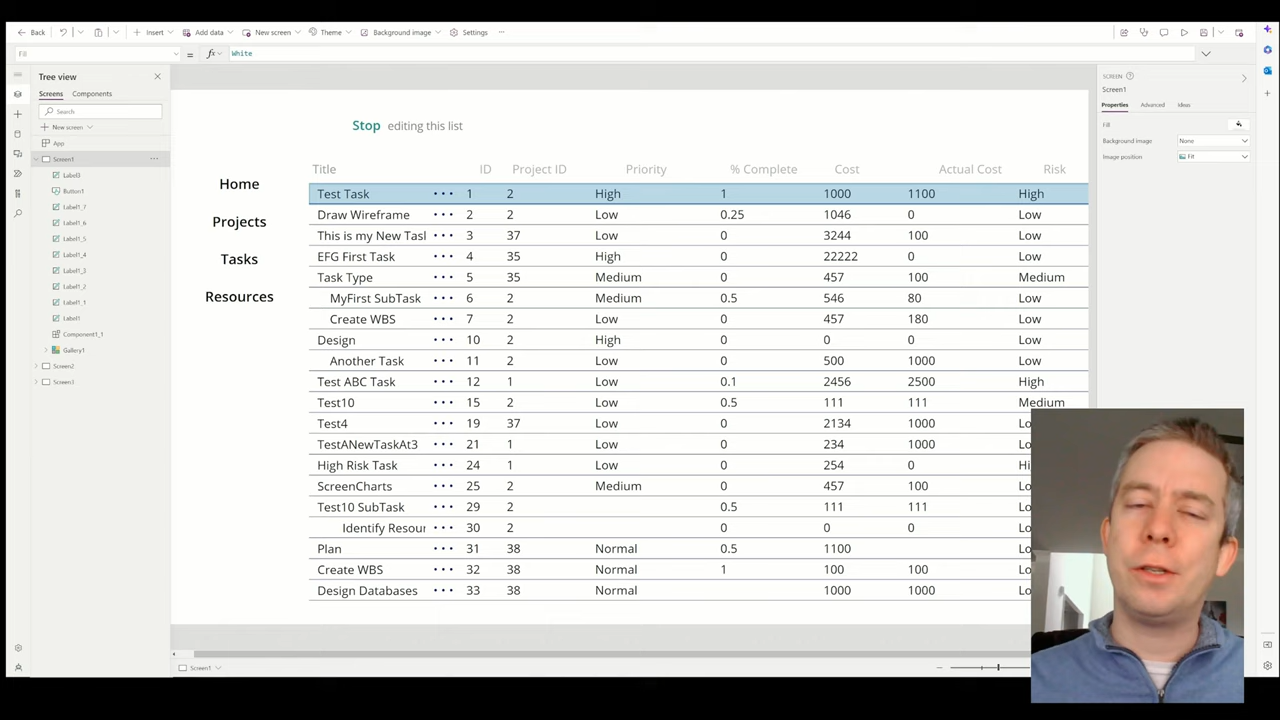 Back Insert Add data New screen Theme Background image Settings
Fill = fx White
Tree view
Screens Components
Search
New screen
App
Screen1
Label3
Button1
Label1_7
Label1_6
Label1_5
Label1_4
Label1_3
Label1_2
Label1_1
Label1
Component1_1
Gallery1
Screen2
Screen3
Stop editing this list
Home
Projects
Tasks
Resources
Title ID Project ID Priority % Complete Cost Actual Cost Risk
Test Task ••• 1 2 High 1 1000 1100 High
Draw Wireframe ••• 2 2 Low 0.25 1046 0 Low
This is my New Tasl ••• 3 37 Low 0 3244 100 Low
EFG First Task ••• 4 35 High 0 22222 0 Low
Task Type ••• 5 35 Medium 0 457 100 Medium
MyFirst SubTask ••• 6 2 Medium 0.5 546 80 Low
Create WBS ••• 7 2 Low 0 457 180 Low
Design ••• 10 2 High 0 0 0 Low
Another Task ••• 11 2 Low 0 500 1000 Low
Test ABC Task ••• 12 1 Low 0.1 2456 2500 High
Test10 ••• 15 2 Low 0.5 111 111 Medium
Test4 ••• 19 37 Low 0 2134 1000 Lo
TestANewTaskAt3 ••• 21 1 Low 0 234 1000 Lo
High Risk Task ••• 24 1 Low 0 254 0 Hi
ScreenCharts ••• 25 2 Medium 0 457 100 Lo
Test10 SubTask ••• 29 2 0.5 111 111 Lo
Identify Resour ••• 30 2 0 0 0 Lo
Plan ••• 31 38 Normal 0.5 1100 Lo
Create WBS ••• 32 38 Normal 1 100 100 Lo
Design Databases ••• 33 38 Normal 1000 1000 Lo
Screen1
SCREEN
Screen1
Properties Advanced Ideas
Fill
Background image None
Image position Fit